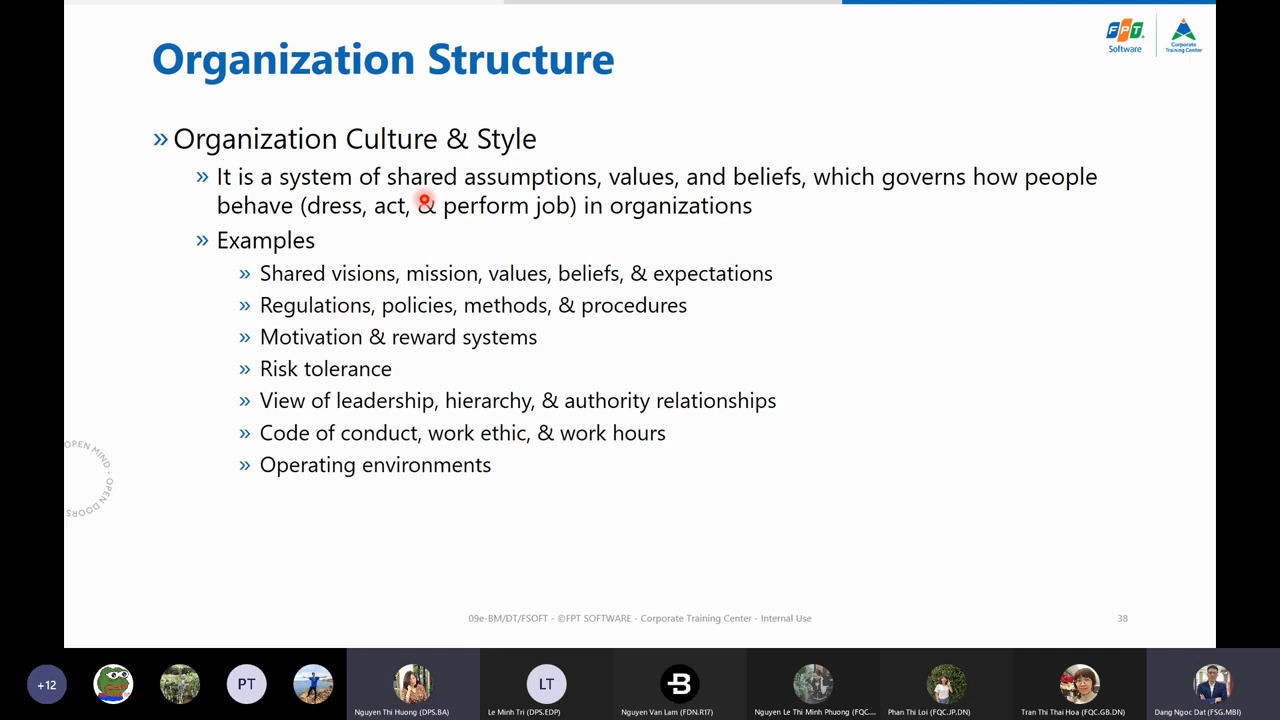 FPT
Software
Corporate
Training Center
Organization Structure
» Organization Culture & Style
» It is a system of shared assumptions, values, and beliefs, which governs how people
behave (dress, act, & perform job) in organizations
» Examples
» Shared visions, mission, values, beliefs, & expectations
» Regulations, policies, methods, & procedures
» Motivation & reward systems
» Risk tolerance
» View of leadership, hierarchy, & authority relationships
» Code of conduct, work ethic, & work hours
» Operating environments
OPEN MIND - OPEN DOORS
09e-BM/DT/FSOFT - ©FPT SOFTWARE - Corporate Training Center - Internal Use
38
+12
PT
LT
B
Nguyen Thi Huong (DPS.BA)
Le Minh Tri (DPS.EDP)
Nguyen Van Lam (FDN.R17)
Nguyen Le Thi Minh Phuong (FQC....
Phan Thi Loi (FQC.JP.DN)
Tran Thi Thai Hoa (FQC.GB.DN)
Dang Ngoc Dat (FSG.MBI)